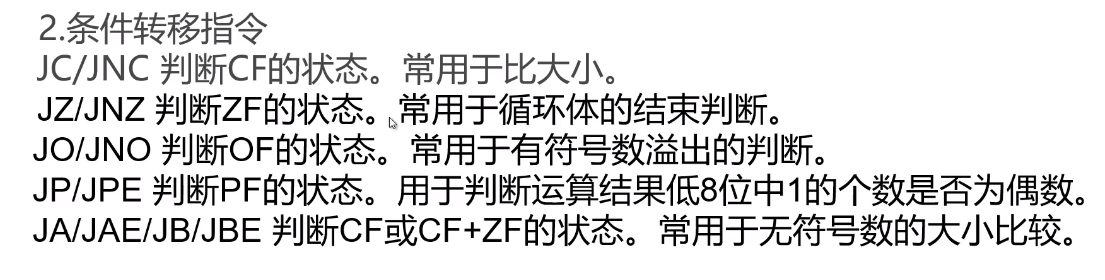 2.条件转移指令
JC/JNC 判断CF的状态。常用于比大小。
JZ/JNZ 判断ZF的状态。常用于循环体的结束判断。
JO/JNO 判断OF的状态。常用于有符号数溢出的判断。
JP/JPE 判断PF的状态。用于判断运算结果低8位中1的个数是否为偶数。
JA/JAE/JB/JBE 判断CF或CF+ZF的状态。常用于无符号数的大小比较。